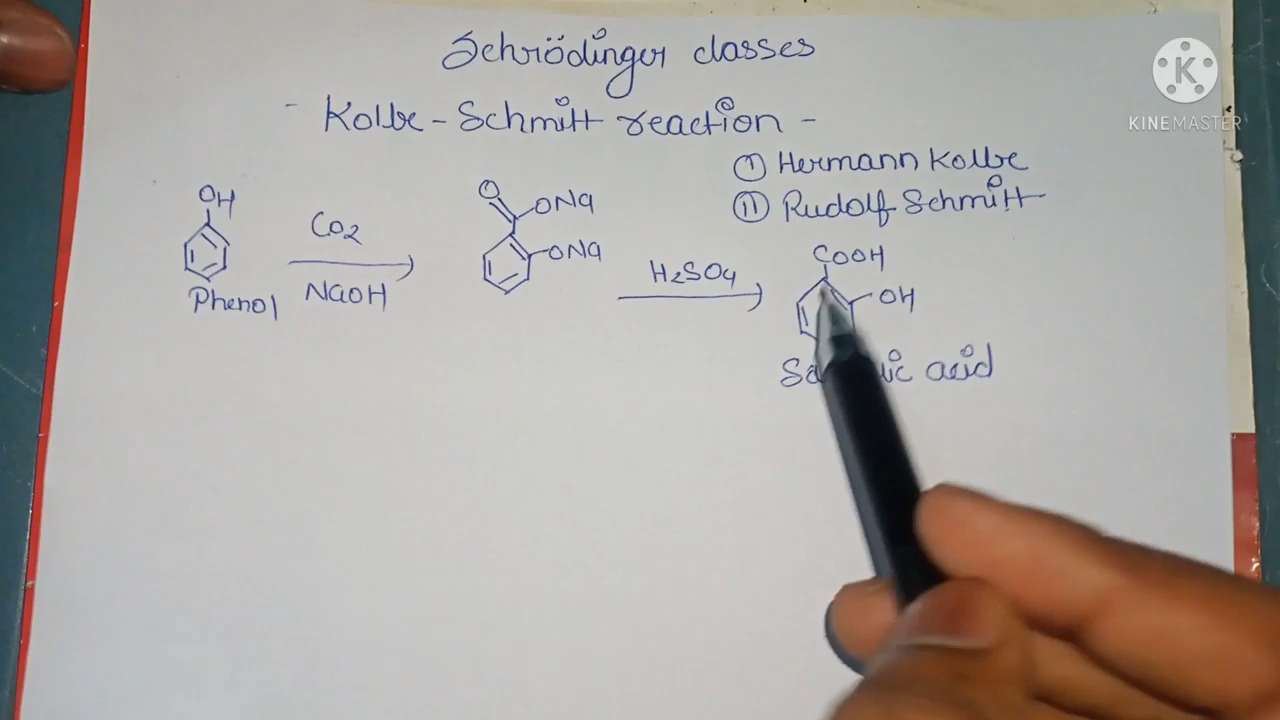 Schrödinger classes
- Kolbe - Schmitt reaction -
I Hermann Kolbe
II Rudolf Schmitt
K
KINEMASTER
OH
Phenol
CO2
NaOH
O
ONa
ONa
H2SO4
COOH
OH
acid